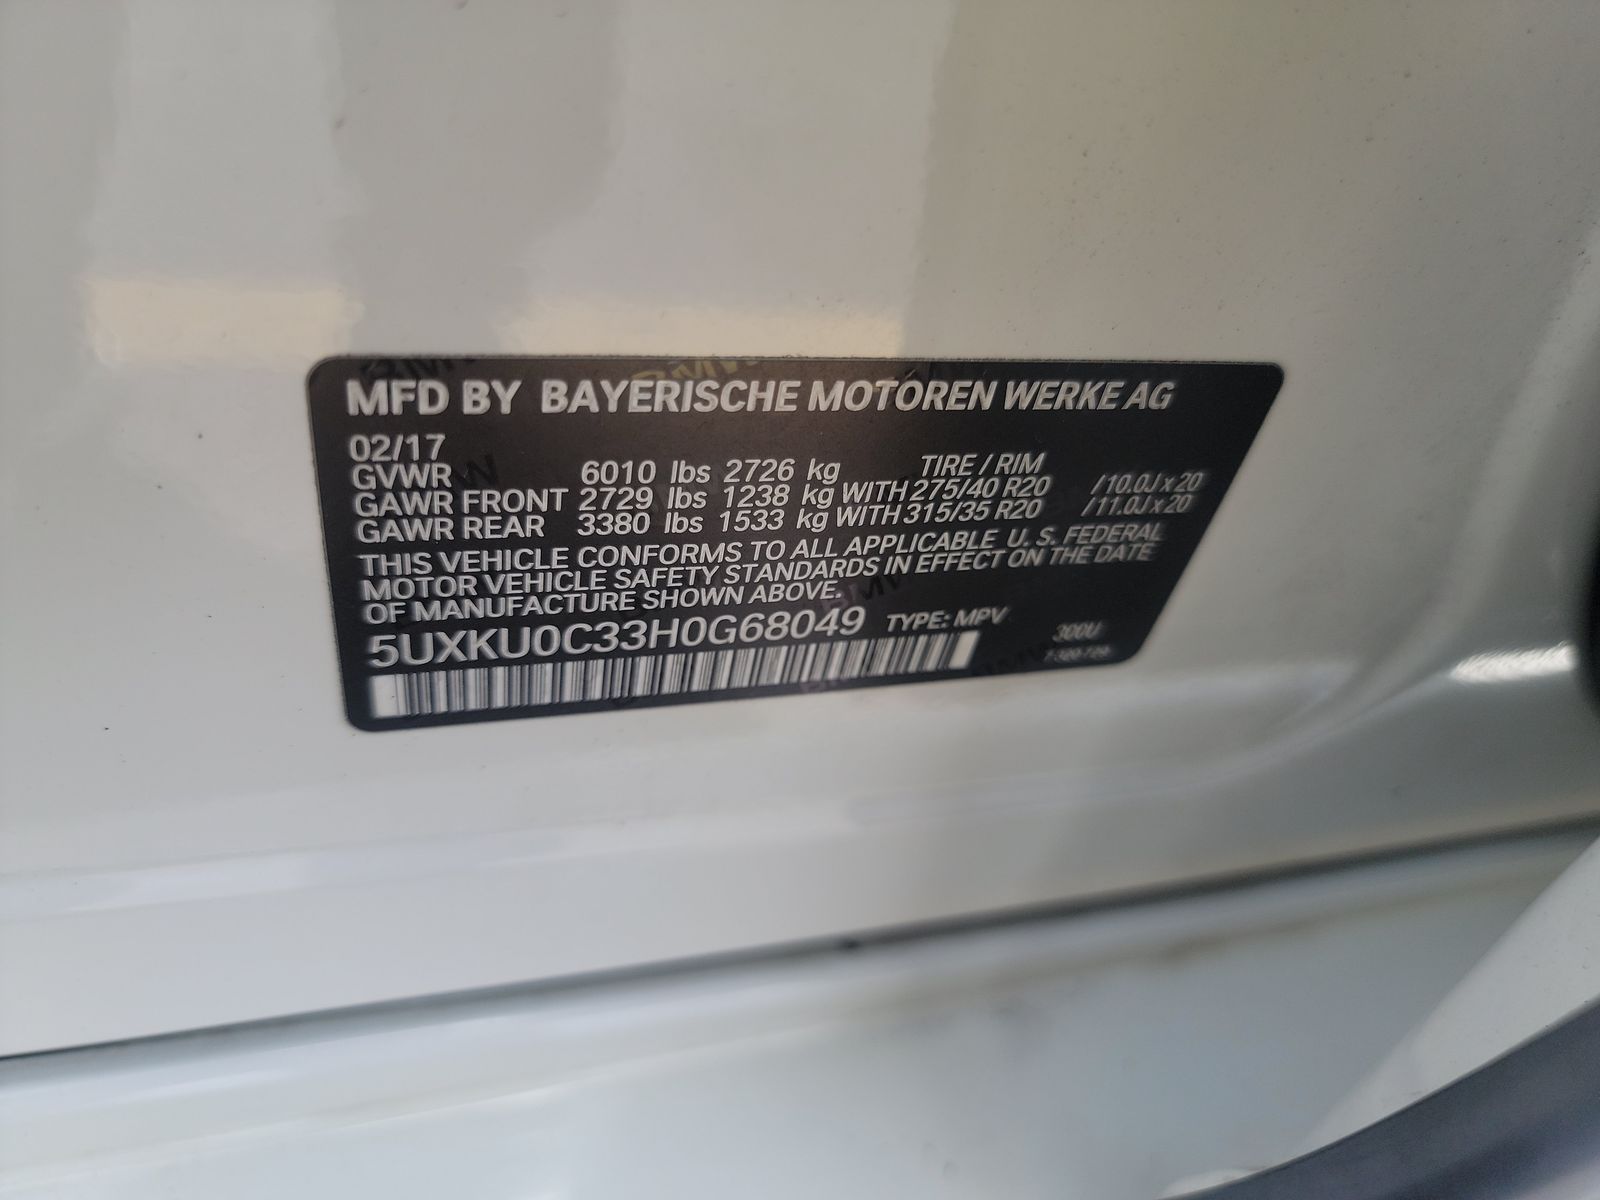 MFD BY BAYERISCHE MOTOREN WERKE AG
02/17
GVWR 6010 lbs 2726 kg TIRE / RIM
GAWR FRONT 2729 lbs 1238 kg WITH 275/40 R20 /10.0J x 20
GAWR REAR 3380 lbs 1533 kg WITH 315/35 R20 /11.0J x 20
THIS VEHICLE CONFORMS TO ALL APPLICABLE U. S. FEDERAL
MOTOR VEHICLE SAFETY STANDARDS IN EFFECT ON THE DATE
OF MANUFACTURE SHOWN ABOVE.
5UXKU0C33H0G68049 TYPE: MPV 300U